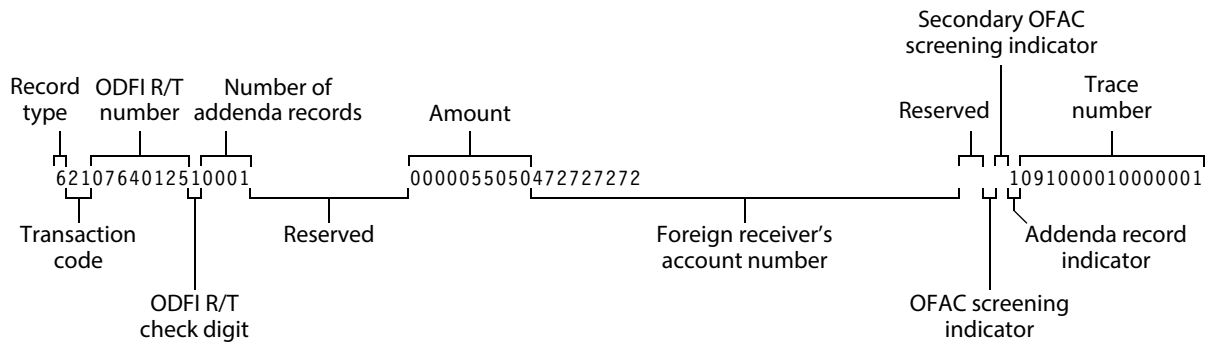 Secondary OFAC
screening indicator
Record
type
ODFI R/T
number
Number of
addenda records
Amount
Reserved
Trace
number
6210764012510001 0000055050472727272 1091000010000001
Transaction
code
Reserved
Foreign receiver's
account number
Addenda record
indicator
ODFI R/T
check digit
OFAC screening
indicator